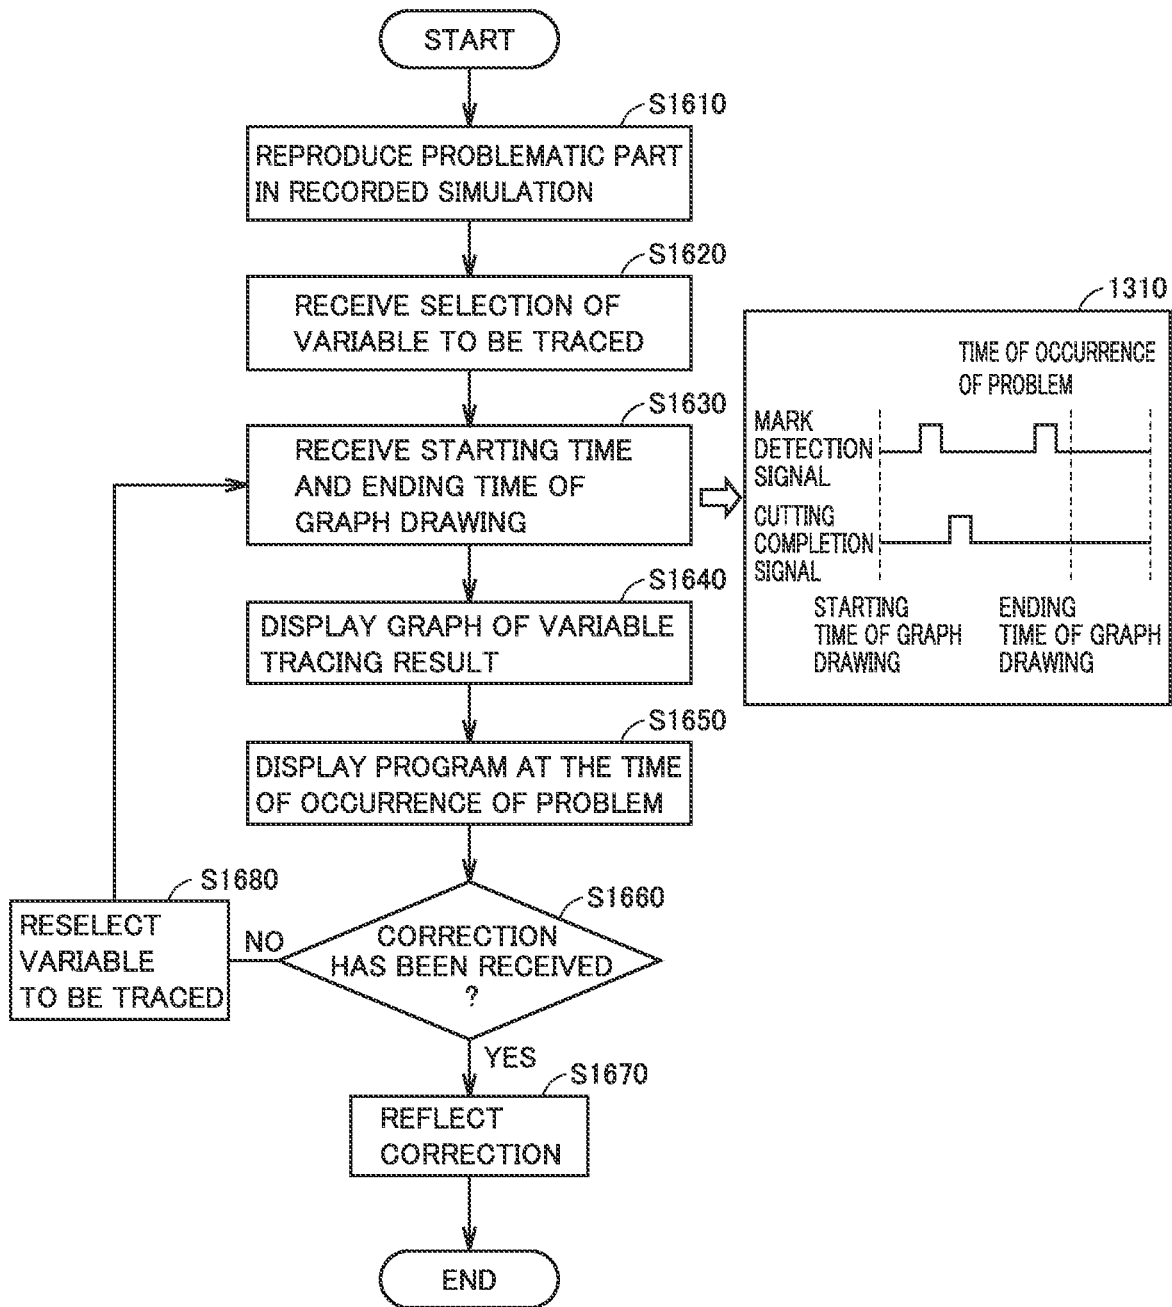 START
S1610
REPRODUCE PROBLEMATIC PART
IN RECORDED SIMULATION
S1620
RECEIVE SELECTION OF
VARIABLE TO BE TRACED
S1630
RECEIVE STARTING TIME
AND ENDING TIME OF
GRAPH DRAWING
1310
TIME OF OCCURRENCE
OF PROBLEM
MARK
DETECTION
SIGNAL
CUTTING
COMPLETION
SIGNAL
STARTING
TIME OF GRAPH
DRAWING
ENDING
TIME OF GRAPH
DRAWING
S1640
DISPLAY GRAPH OF VARIABLE
TRACING RESULT
S1650
DISPLAY PROGRAM AT THE TIME
OF OCCURRENCE OF PROBLEM
S1660
CORRECTION
HAS BEEN RECEIVED
?
NO
S1680
RESELECT
VARIABLE
TO BE TRACED
YES
S1670
REFLECT
CORRECTION
END